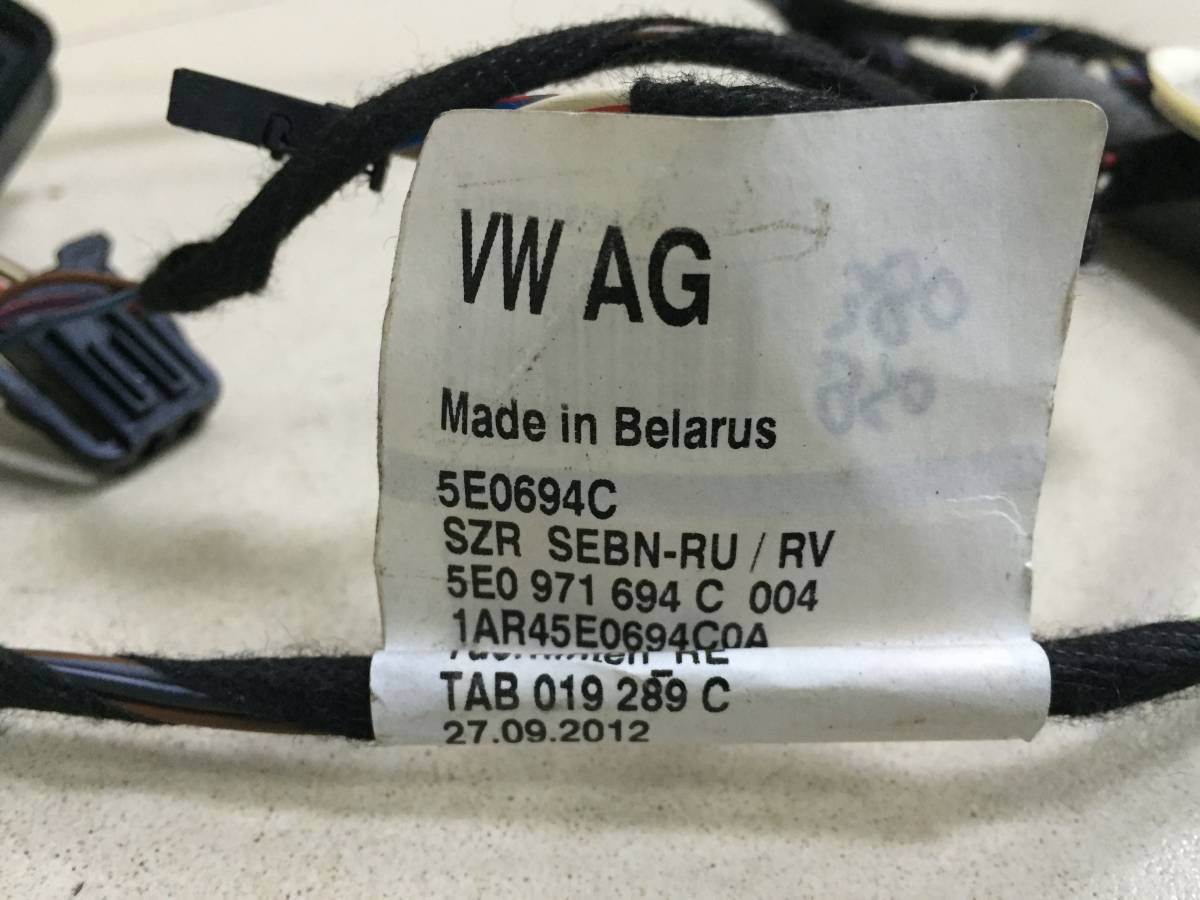 VW AG
Made in Belarus
5E0694C
SZR SEBN-RU / RV
5E0 971 694 C 004
1AR45E0694C0A
TAB 019 289 C
27.09.2012